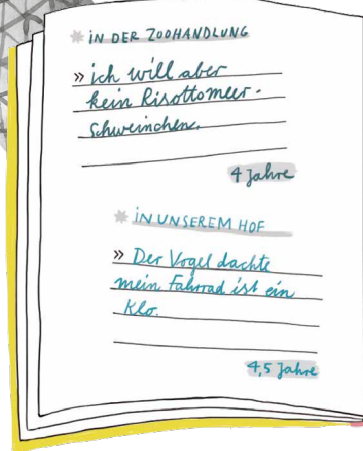 * IN DER ZOOHANDLUNG
» ich will aber
kein Risottomeer-
schweinchen.
4 Jahre
* IN UNSEREM HOF
» Der Vogel dachte
mein Fahrrad ist ein
Klo.
4,5 Jahre